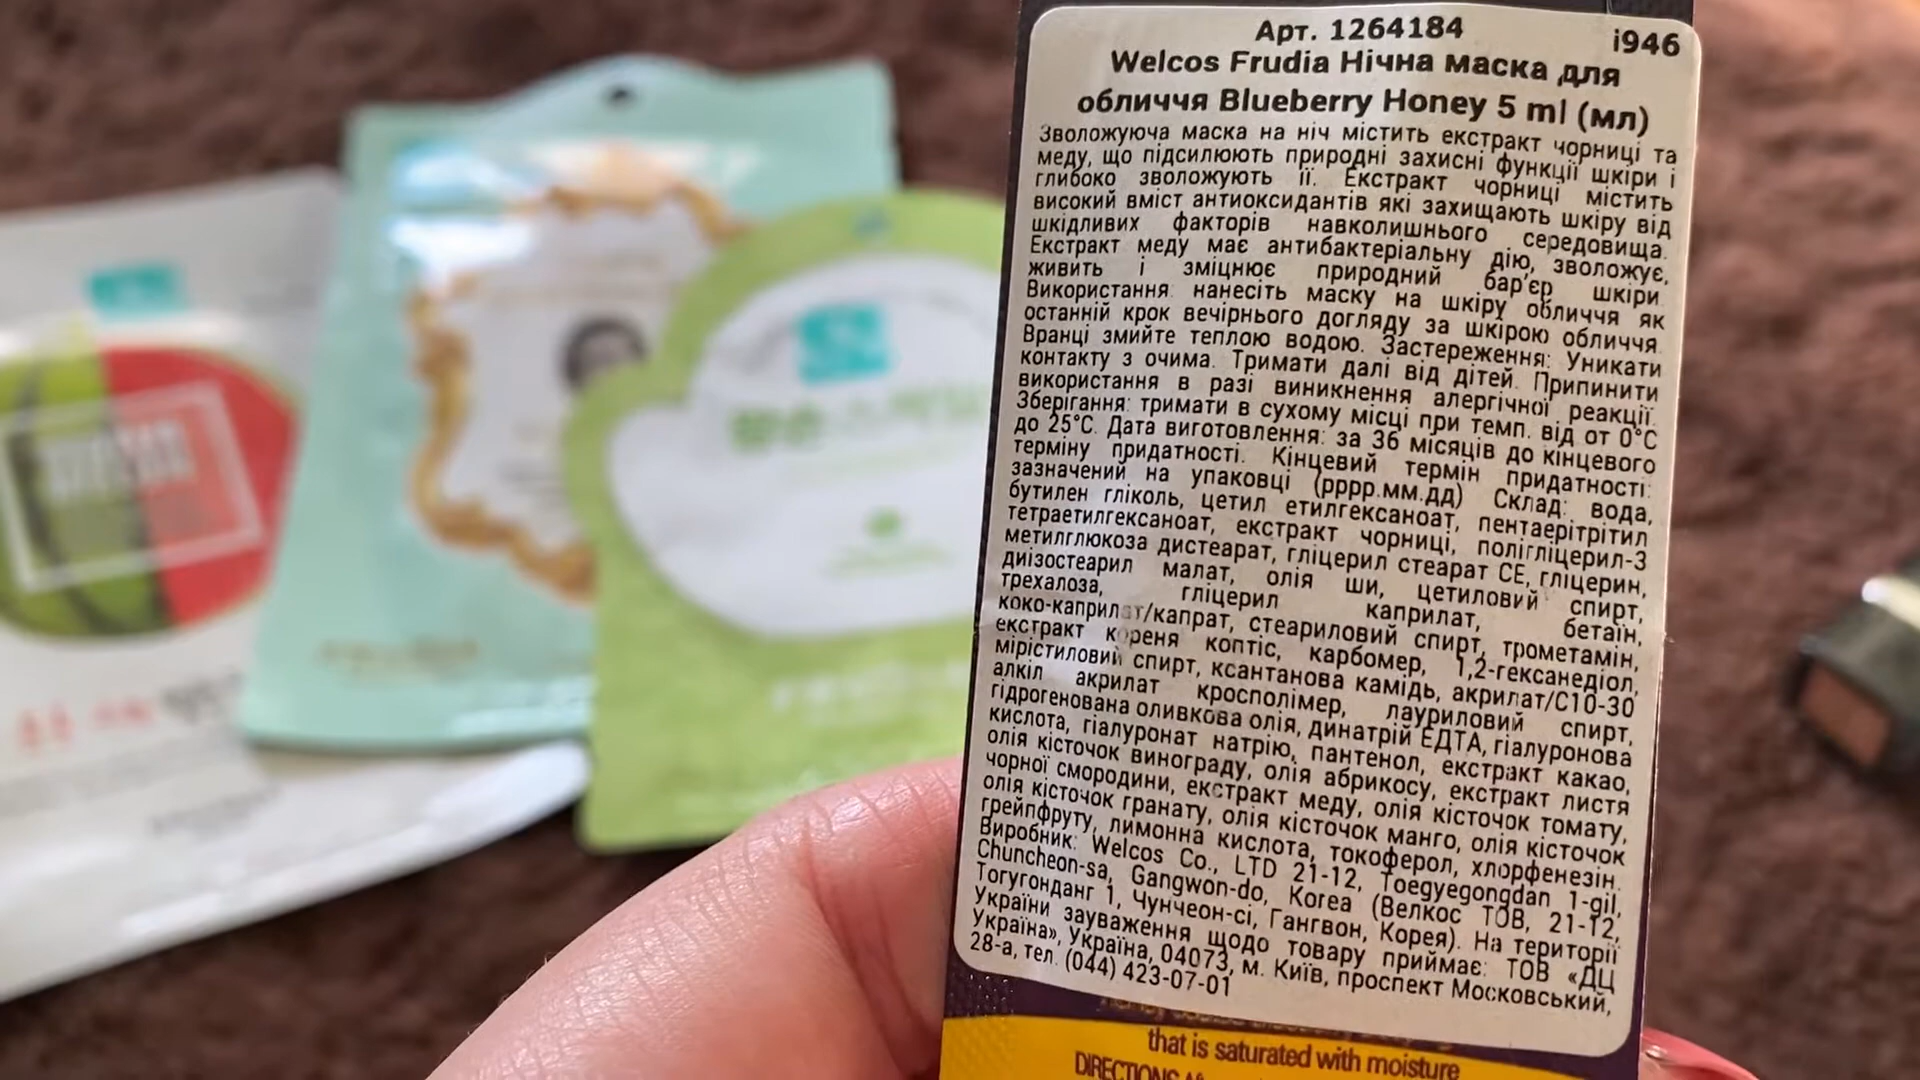 Арт. 1264184 i946
Welcos Frudia Нічна маска для
обличчя Blueberry Honey 5 ml (мл)
Зволожуюча маска на ніч містить екстракт чорниці та
меду, що підсилюють природні захисні функції шкіри і
глибоко зволожують її. Екстракт чорниці містить
високий вміст антиоксидантів які захищають шкіру від
шкідливих факторів навколишнього середовища.
Екстракт меду має антибактеріальну дію, зволожує,
живить і зміцнює природний бар'єр шкіри.
Використання: нанесіть маску на шкіру обличчя як
останній крок вечірнього догляду за шкірою обличчя.
Вранці змийте теплою водою. Застереження: Уникати
контакту з очима. Тримати далі від дітей. Припинити
використання в разі виникнення алергічної реакції.
Зберігання: тримати в сухому місці при темп. від от 0°С
до 25°С. Дата виготовлення: за 36 місяців до кінцевого
терміну придатності. Кінцевий термін придатності:
зазначений на упаковці (рррр.мм.дд) Склад: вода,
бутилен гліколь, цетил етилгексаноат, пентаерітрітил
тетраетилгексаноат, екстракт чорниці, полігліцерил-3
метилглюкоза дистеарат, гліцерил стеарат СЕ, гліцерин,
диізостеарил малат, олія ши, цетиловий спирт,
трехалоза, гліцерил каприлат, бетаїн,
коко-каприлат/капрат, стеариловий спирт, трометамін,
екстракт кореня коптіс, карбомер, 1,2-гександіол,
мірістиловий спирт, ксантанова камідь, акрилат/С10-30
алкіл акрилат кросполімер, лауриловий спирт,
гідрогенована оливкова олія, динатрій ЕДТА, гіалуронова
кислота, гіалуронат натрію, пантенол, екстракт какао,
олія кісточок винограду, олія абрикосу, екстракт листя
чорної смородини, екстракт меду, олія кісточок томату,
олія кісточок гранату, олія кісточок манго, олія кісточок
грейпфруту, лимонна кислота, токоферол, хлорфенезін.
Виробник: Welcos Co., LTD 21-12, Toegyegongdan 1-gil,
Chuncheon-sa, Gangwon-do, Korea (Велкос ТОВ, 21-12,
Тогугонданг 1, Чунчеон-сі, Гангвон, Корея). На території
України зауваження щодо товару приймає: ТОВ «ДЦ
Україна», Україна, 04073, м. Київ, проспект Московський,
28-а, тел. (044) 423-07-01
that is saturated with moisture
DIRECTIONS